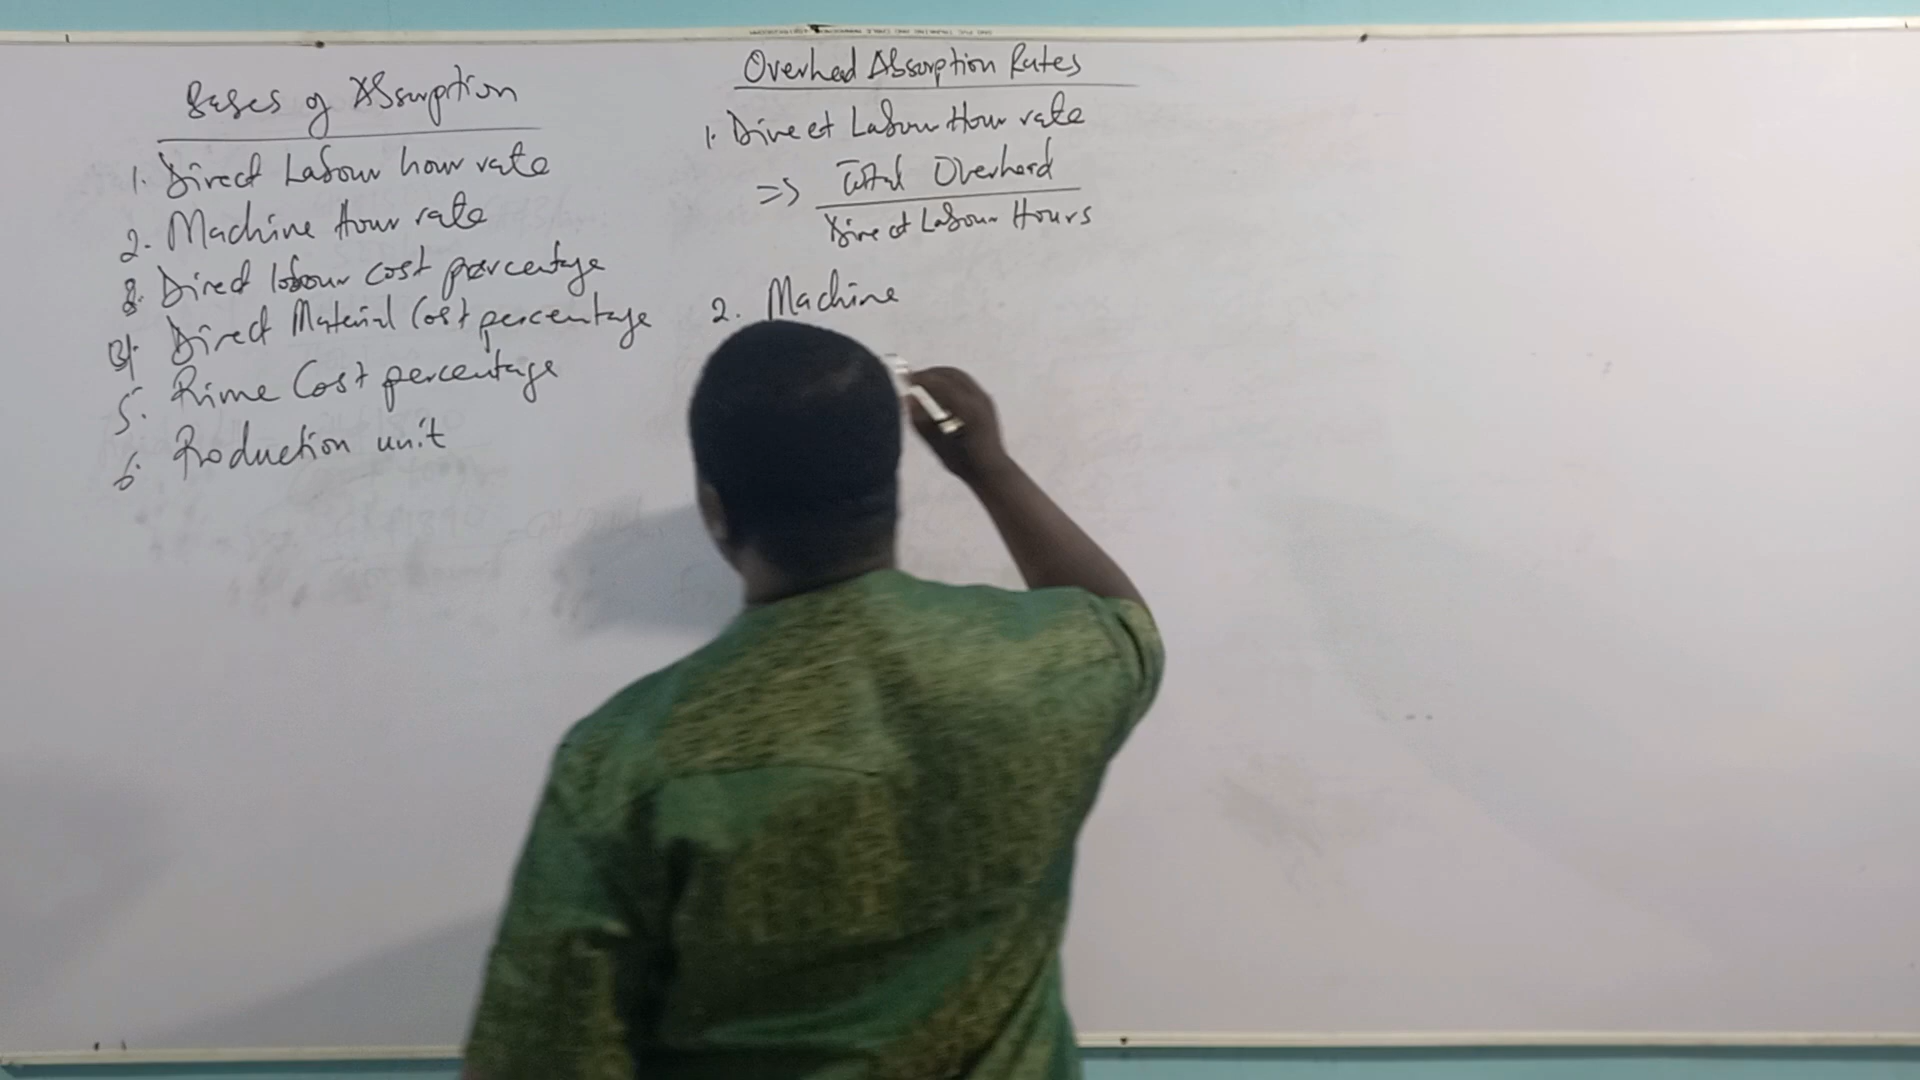 Bases of Absorption
1. Direct Labour hour rate
2. Machine Hour rate
3. Direct labour cost percentage
4. Direct Material Cost percentage
5. Prime Cost percentage
6. Production unit
Overhead Absorption Rates
1. Direct Labour Hour rate
=> Total Overhead
Direct Labour Hours
2. Machine